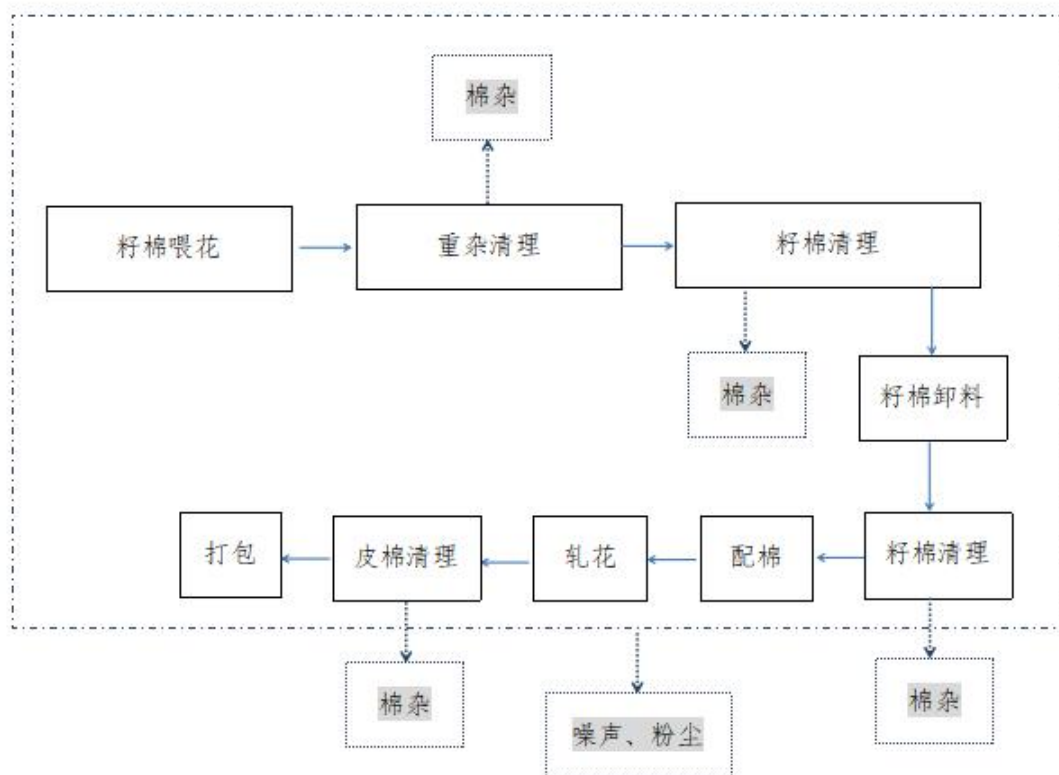 棉杂
籽棉喂花
重杂清理
籽棉清理
棉杂
籽棉卸料
打包
皮棉清理
轧花
配棉
籽棉清理
棉杂
噪声、粉尘
棉杂